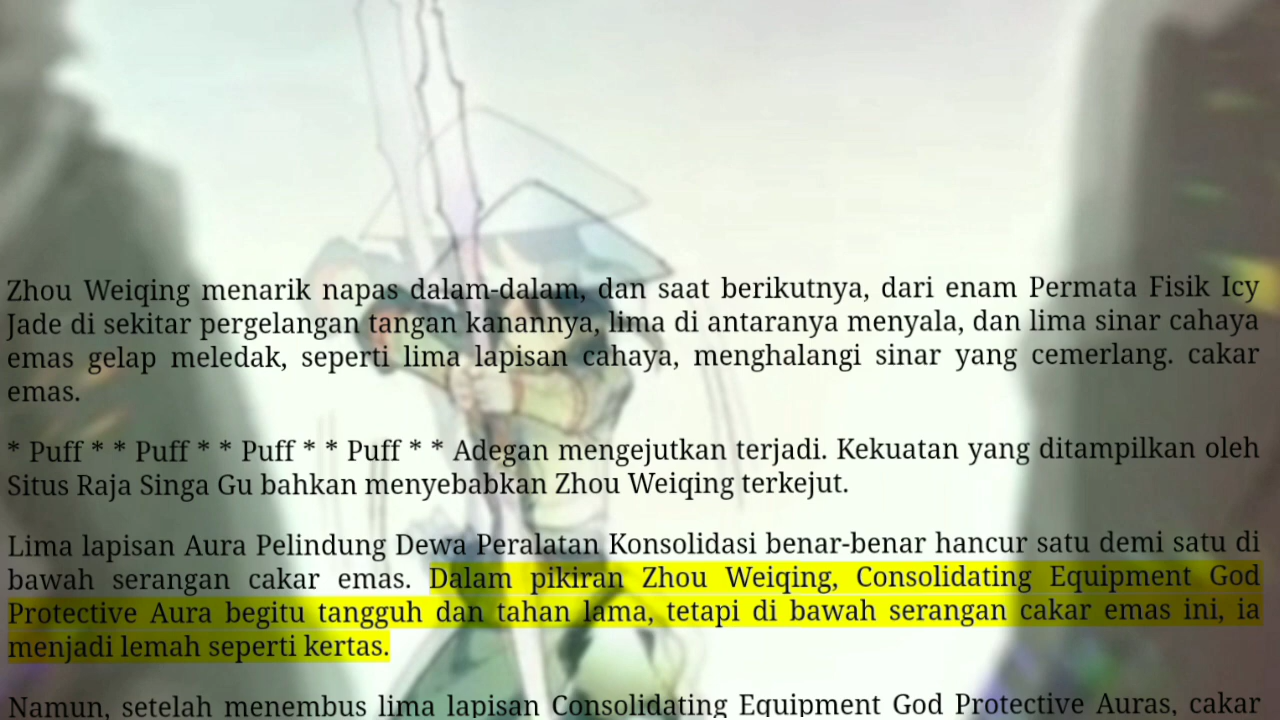 Zhou Weiqing menarik napas dalam-dalam, dan saat berikutnya, dari enam Permata Fisik Icy
Jade di sekitar pergelangan tangan kanannya, lima di antaranya menyala, dan lima sinar cahaya
emas gelap meledak, seperti lima lapisan cahaya, menghalangi sinar yang cemerlang. cakar
emas.
* Puff * * Puff * * Puff * * Puff * * Adegan mengejutkan terjadi. Kekuatan yang ditampilkan oleh
Situs Raja Singa Gu bahkan menyebabkan Zhou Weiqing terkejut.
Lima lapisan Aura Pelindung Dewa Peralatan Konsolidasi benar-benar hancur satu demi satu di
bawah serangan cakar emas. Dalam pikiran Zhou Weiqing, Consolidating Equipment God
Protective Aura begitu tangguh dan tahan lama, tetapi di bawah serangan cakar emas ini, ia
menjadi lemah seperti kertas.
Namun, setelah menembus lima lapisan Consolidating Equipment God Protective Auras, cakar